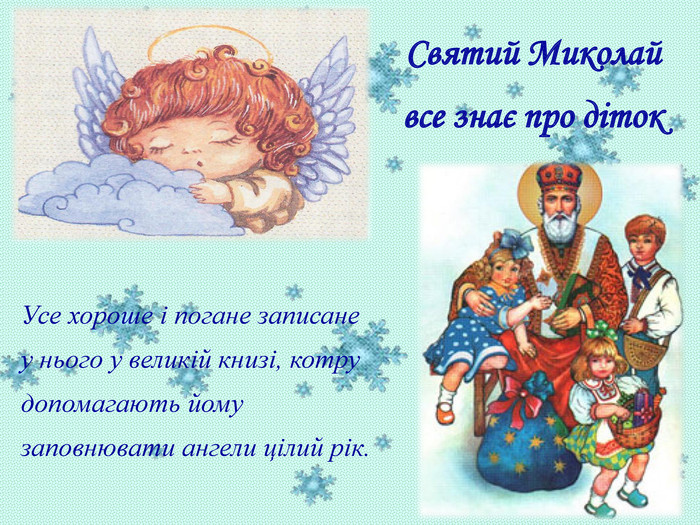 Святий Миколай
все знає про діток
Усе хороше і погане записане
у нього у великій книзі, котру
допомагають йому
заповнювати ангели цілий рік.